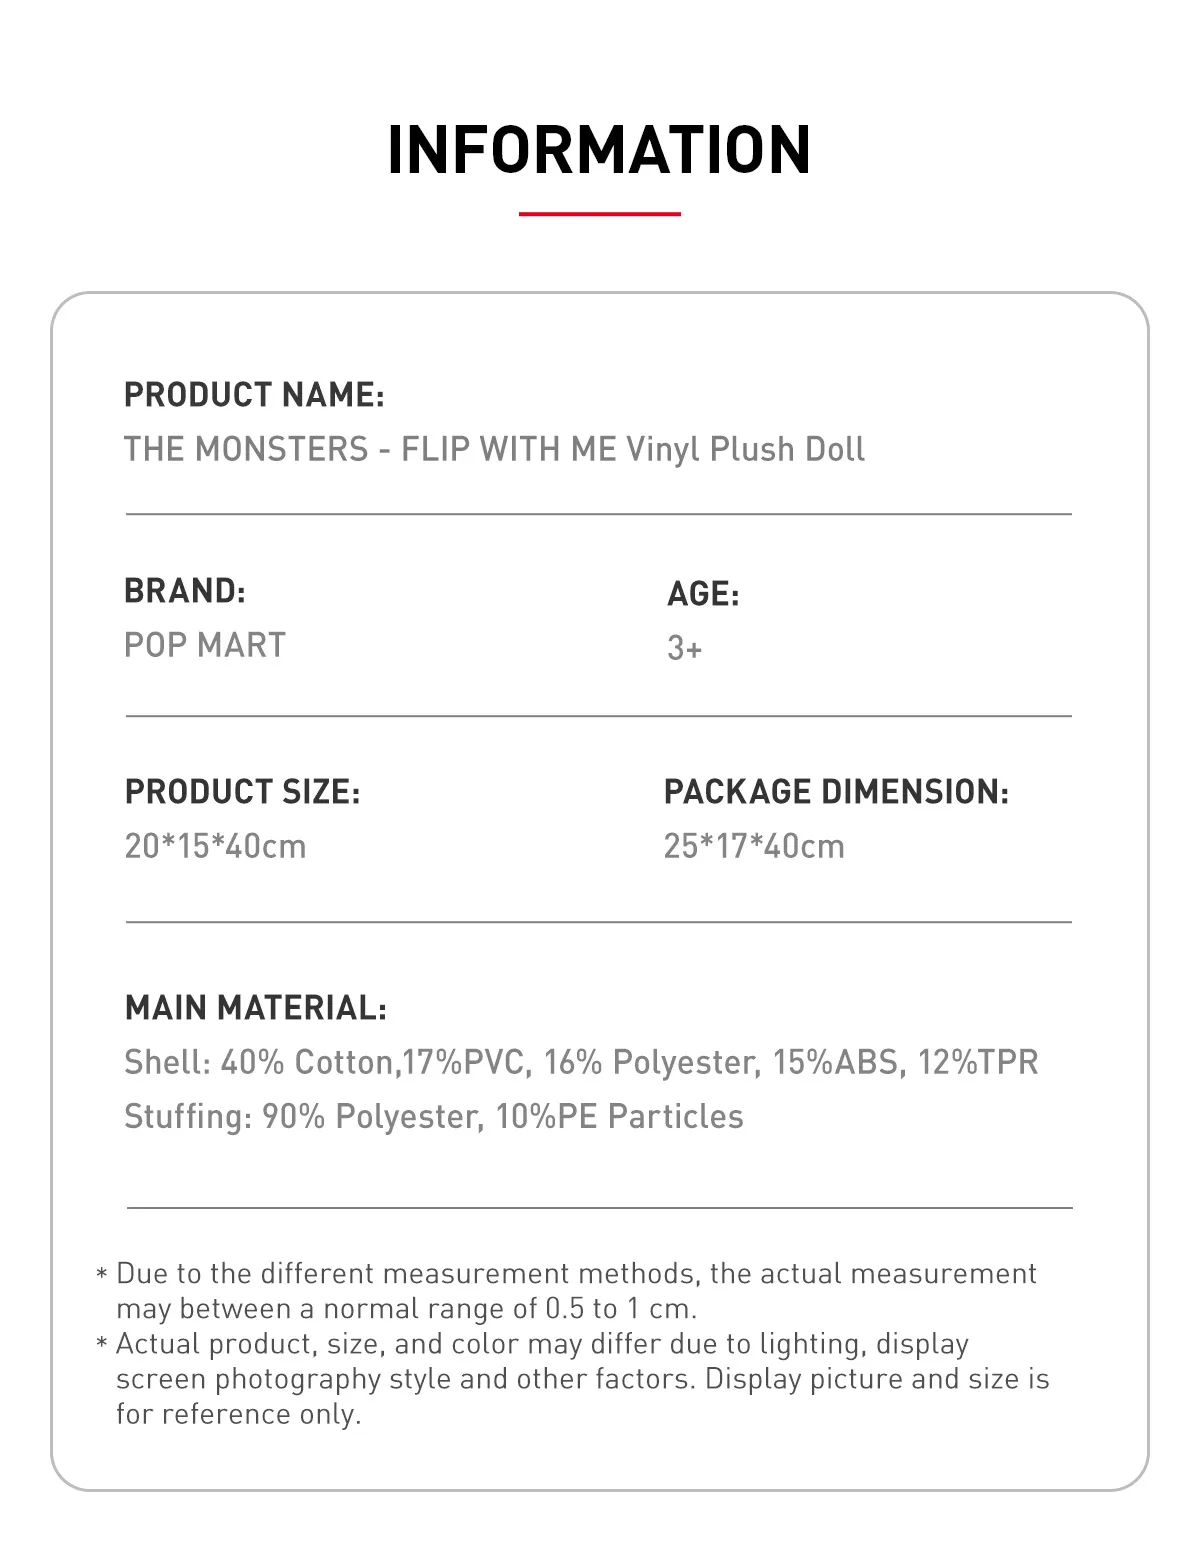 INFORMATION
PRODUCT NAME:
THE MONSTERS - FLIP WITH ME Vinyl Plush Doll
BRAND:
POP MART
AGE:
3+
PRODUCT SIZE:
20*15*40cm
PACKAGE DIMENSION:
25*17*40cm
MAIN MATERIAL:
Shell: 40% Cotton,17%PVC, 16% Polyester, 15%ABS, 12%TPR
Stuffing: 90% Polyester, 10%PE Particles
* Due to the different measurement methods, the actual measurement
may between a normal range of 0.5 to 1 cm.
* Actual product, size, and color may differ due to lighting, display
screen photography style and other factors. Display picture and size is
for reference only.